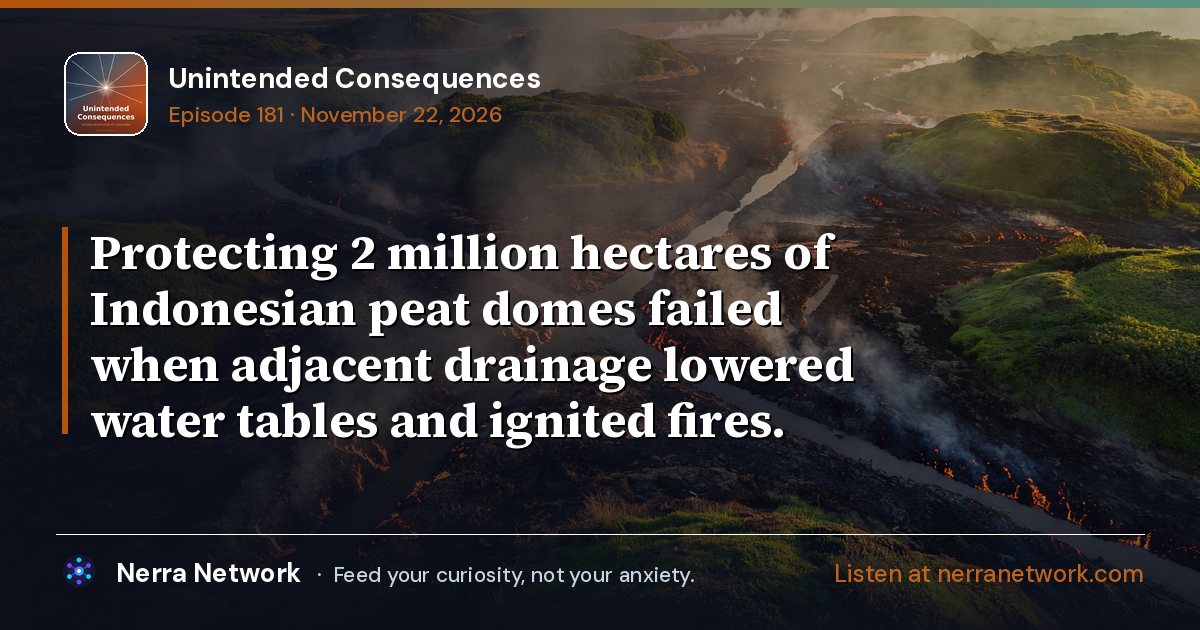 Unintended Consequences
Episode 181 · November 22, 2026
Unintended
Consequences
Protecting 2 million hectares of
Indonesian peat domes failed
when adjacent drainage lowered
water tables and ignited fires.
Nerra Network · Feed your curiosity, not your anxiety.
Listen at nerranetwork.com